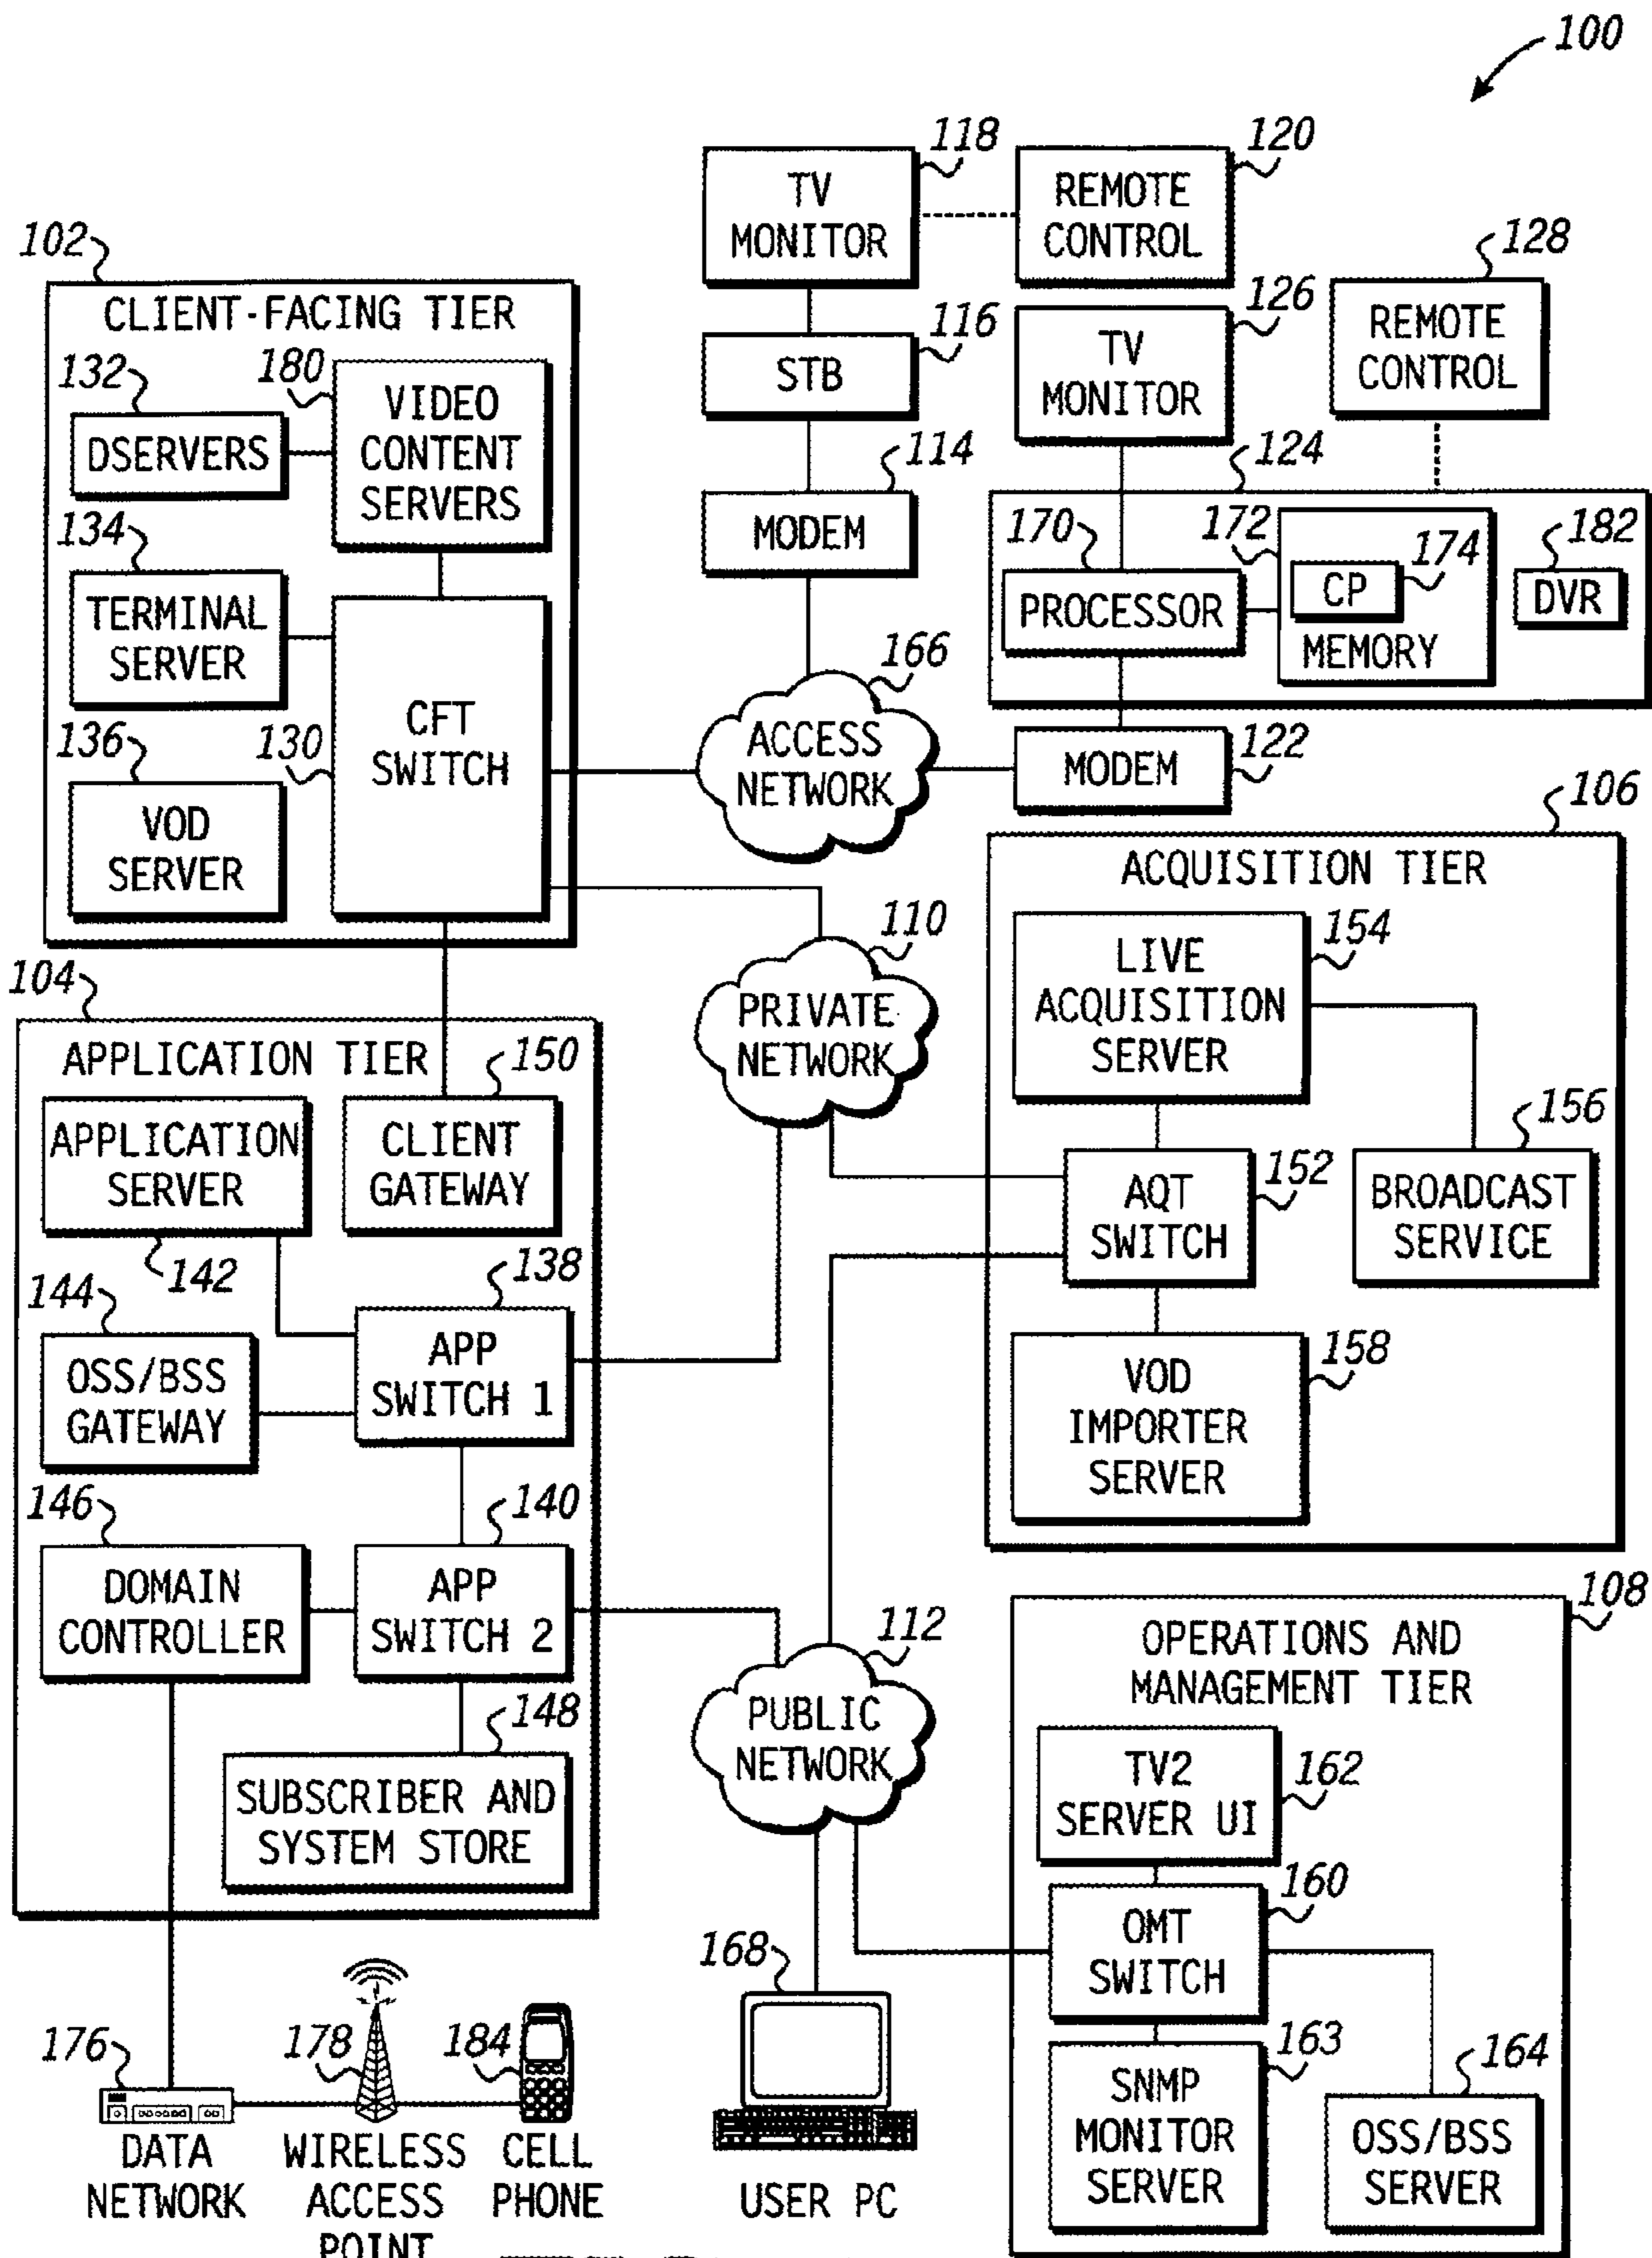 100
118
TV
MONITOR
120
REMOTE
CONTROL
128
REMOTE
CONTROL
102
CLIENT-FACING TIER
132
DSERVERS
180
VIDEO
CONTENT
SERVERS
134
TERMINAL
SERVER
136
VOD
SERVER
130
CFT
SWITCH
116
STB
126
TV
MONITOR
114
MODEM
124
170
PROCESSOR
172
174
CP
MEMORY
182
DVR
166
ACCESS
NETWORK
122
MODEM
110
PRIVATE
NETWORK
106
ACQUISITION TIER
154
LIVE
ACQUISITION
SERVER
156
BROADCAST
SERVICE
152
AQT
SWITCH
158
VOD
IMPORTER
SERVER
104
APPLICATION TIER
150
APPLICATION
SERVER
142
CLIENT
GATEWAY
144
OSS/BSS
GATEWAY
138
APP
SWITCH 1
146
DOMAIN
CONTROLLER
140
APP
SWITCH 2
148
SUBSCRIBER AND
SYSTEM STORE
112
PUBLIC
NETWORK
108
OPERATIONS AND
MANAGEMENT TIER
162
TV2
SERVER UI
160
OMT
SWITCH
163
SNMP
MONITOR
SERVER
164
OSS/BSS
SERVER
176
DATA
NETWORK
178
WIRELESS
ACCESS
POINT
184
CELL
PHONE
168
USER PC